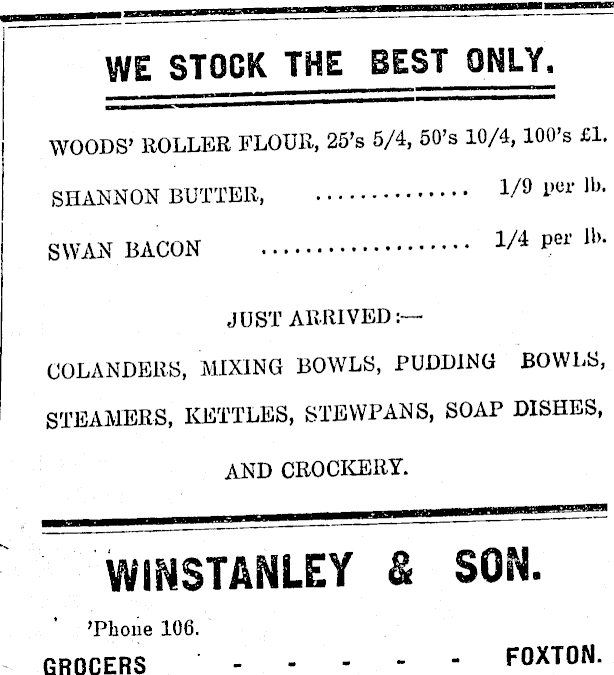 WE STOCK THE BEST ONLY.
WOODS' ROLLER FLOUR, 25's 5/4, 50's 10/4, 100's £1.
SHANNON BUTTER, .............. 1/9 per lb.
SWAN BACON ................... 1/4 per lb.
JUST ARRIVED:—
COLANDERS, MIXING BOWLS, PUDDING BOWLS,
STEAMERS, KETTLES, STEWPANS, SOAP DISHES,
AND CROCKERY.
WINSTANLEY & SON.
'Phone 106.
GROCERS - - - - - FOXTON.